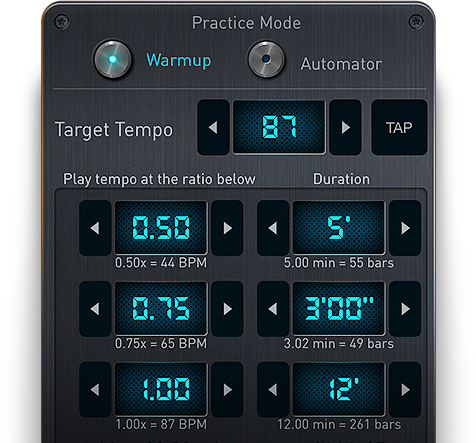 Practice Mode
Warmup
Automator
Target Tempo
87
TAP
Play tempo at the ratio below
Duration
0.50
5'
0.50x = 44 BPM
5.00 min = 55 bars
0.75
3'00"
0.75x = 65 BPM
3.02 min = 49 bars
1.00
12'
1.00x = 87 BPM
12.00 min = 261 bars